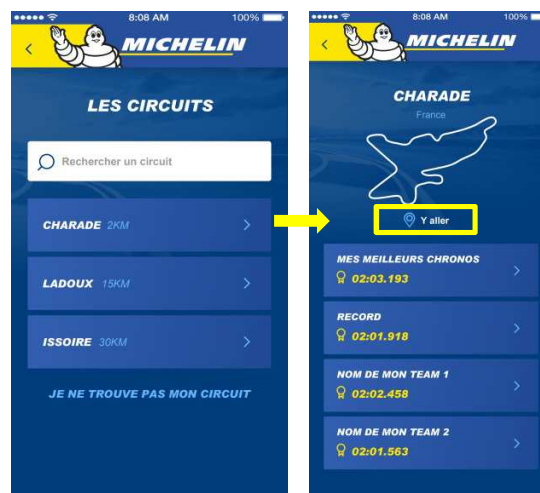 8:08 AM 100%
MICHELIN
LES CIRCUITS
Rechercher un circuit
CHARADE 2KM
LADOUX 15KM
ISSOIRE 30KM
JE NE TROUVE PAS MON CIRCUIT
8:08 AM 100%
MICHELIN
CHARADE
France
Y aller
MES MEILLEURS CHRONOS
02:03.193
RECORD
02:01.918
NOM DE MON TEAM 1
02:02.458
NOM DE MON TEAM 2
02:01.563